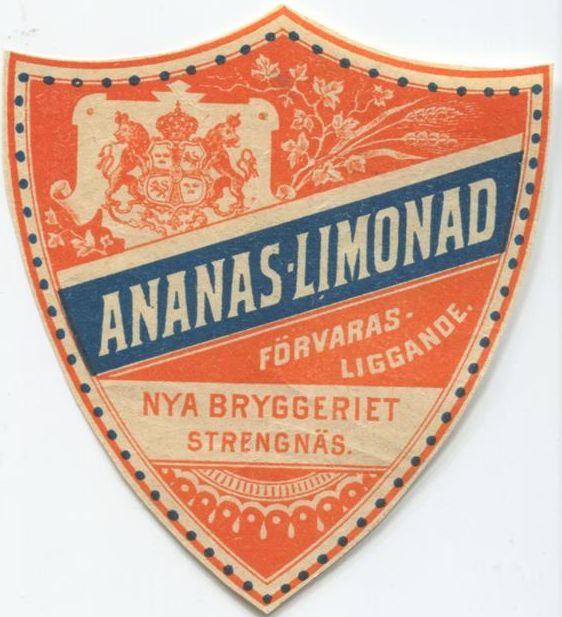 ANANAS-LIMONAD
FÖRVARAS-
LIGGANDE.
NYA BRYGGERIET
STRENGNÄS.